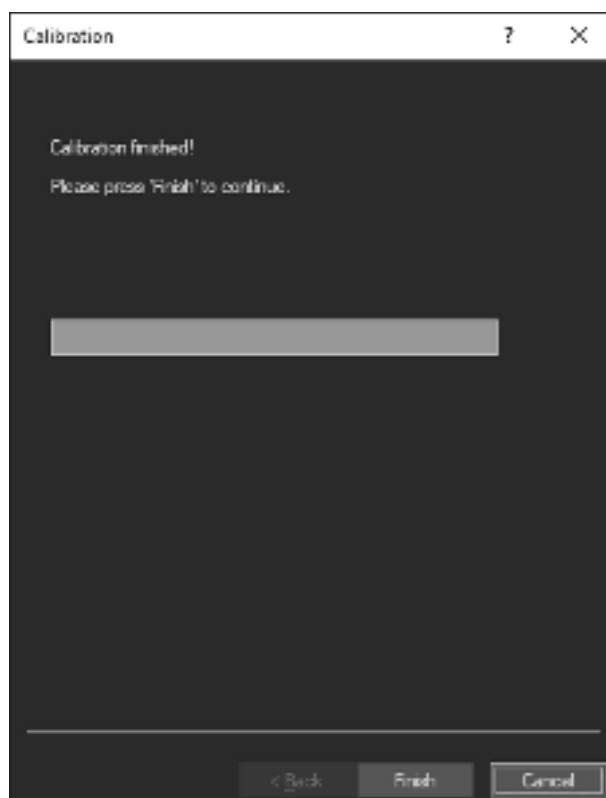 Calibration ?
Calibration finished!
Please press 'Finish' to continue.
< Back Finish Cancel